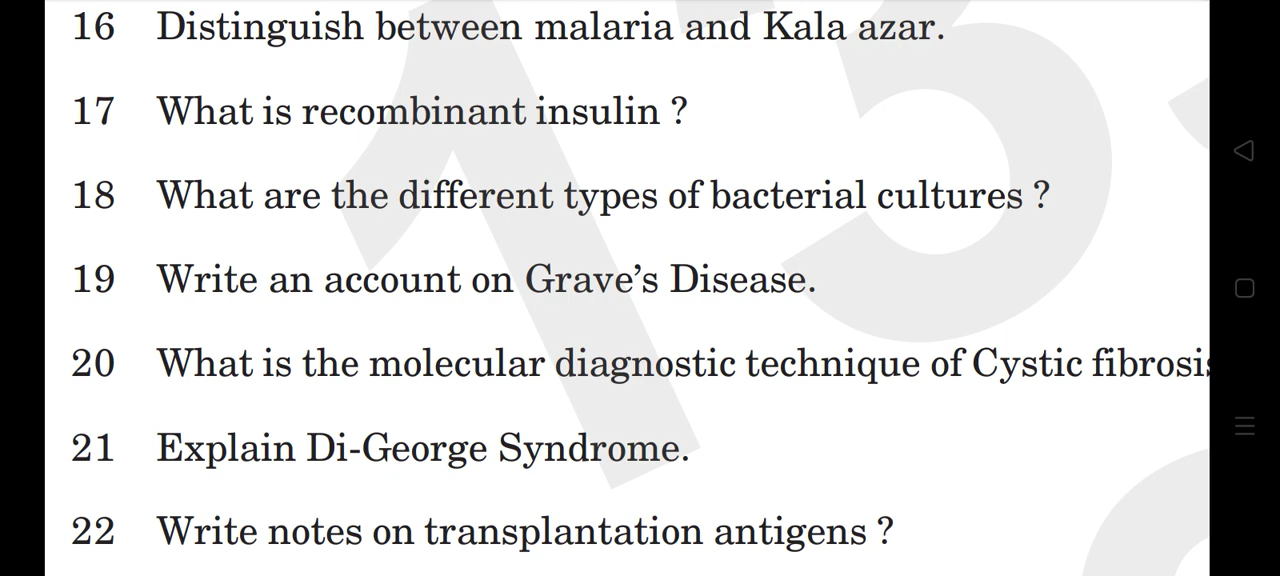 16 Distinguish between malaria and Kala azar.
17 What is recombinant insulin ?
18 What are the different types of bacterial cultures ?
19 Write an account on Grave's Disease.
20 What is the molecular diagnostic technique of Cystic fibrosis
21 Explain Di-George Syndrome.
22 Write notes on transplantation antigens ?